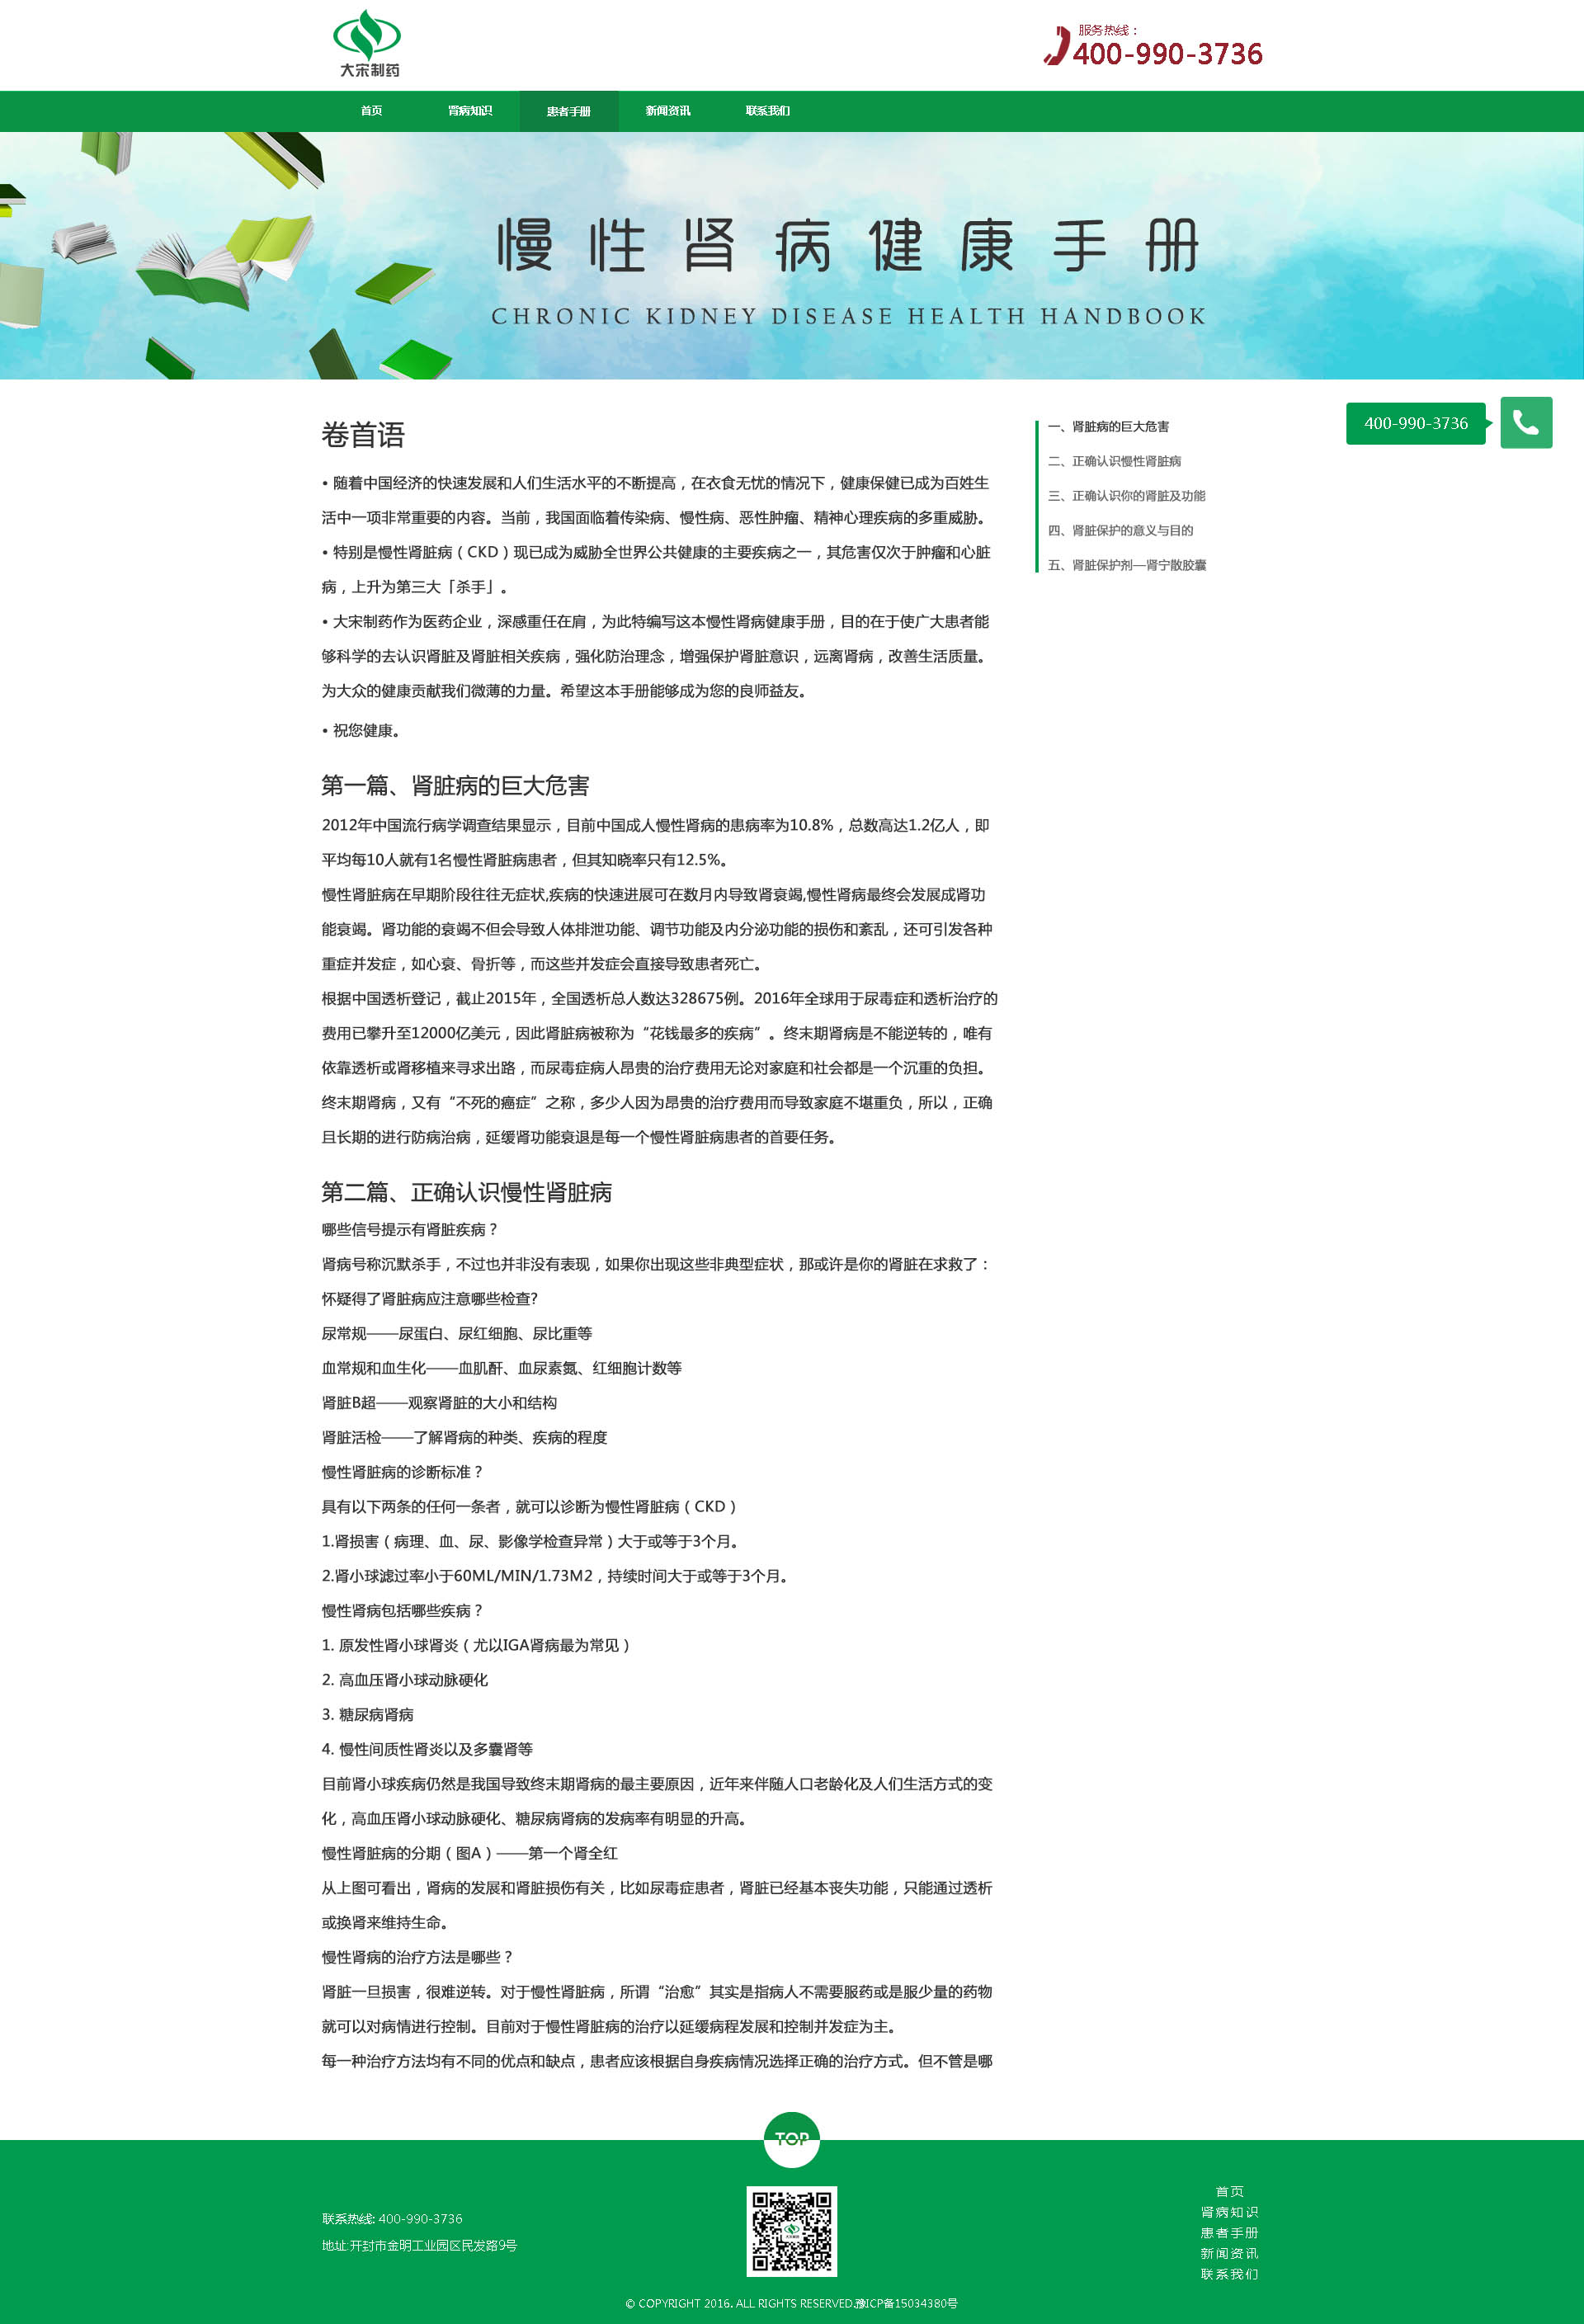 大宋制药
服务热线：
400-990-3736
首页
肾病知识
患者手册
新闻资讯
联系我们
慢性肾病健康手册
CHRONIC KIDNEY DISEASE HEALTH HANDBOOK
400-990-3736
卷首语
• 随着中国经济的快速发展和人们生活水平的不断提高，在衣食无忧的情况下，健康保健已成为百姓生
活中一项非常重要的内容。当前，我国面临着传染病、慢性病、恶性肿瘤、精神心理疾病的多重威胁。
• 特别是慢性肾脏病（CKD）现已成为威胁全世界公共健康的主要疾病之一，其危害仅次于肿瘤和心脏
病，上升为第三大「杀手」。
• 大宋制药作为医药企业，深感重任在肩，为此特编写这本慢性肾病健康手册，目的在于使广大患者能
够科学的去认识肾脏及肾脏相关疾病，强化防治理念，增强保护肾脏意识，远离肾病，改善生活质量。
为大众的健康贡献我们微薄的力量。希望这本手册能够成为您的良师益友。
• 祝您健康。
一、肾脏病的巨大危害
二、正确认识慢性肾脏病
三、正确认识你的肾脏及功能
四、肾脏保护的意义与目的
五、肾脏保护剂—肾宁散胶囊
第一篇、肾脏病的巨大危害
2012年中国流行病学调查结果显示，目前中国成人慢性肾病的患病率为10.8%，总数高达1.2亿人，即
平均每10人就有1名慢性肾脏病患者，但其知晓率只有12.5%。
慢性肾脏病在早期阶段往往无症状,疾病的快速进展可在数月内导致肾衰竭,慢性肾病最终会发展成肾功
能衰竭。肾功能的衰竭不但会导致人体排泄功能、调节功能及内分泌功能的损伤和紊乱，还可引发各种
重症并发症，如心衰、骨折等，而这些并发症会直接导致患者死亡。
根据中国透析登记，截止2015年，全国透析总人数达328675例。2016年全球用于尿毒症和透析治疗的
费用已攀升至12000亿美元，因此肾脏病被称为“花钱最多的疾病”。终末期肾病是不能逆转的，唯有
依靠透析或肾移植来寻求出路，而尿毒症病人昂贵的治疗费用无论对家庭和社会都是一个沉重的负担。
终末期肾病，又有“不死的癌症”之称，多少人因为昂贵的治疗费用而导致家庭不堪重负，所以，正确
且长期的进行防病治病，延缓肾功能衰退是每一个慢性肾脏病患者的首要任务。
第二篇、正确认识慢性肾脏病
哪些信号提示有肾脏疾病？
肾病号称沉默杀手，不过也并非没有表现，如果你出现这些非典型症状，那或许是你的肾脏在求救了：
怀疑得了肾脏病应注意哪些检查?
尿常规——尿蛋白、尿红细胞、尿比重等
血常规和血生化——血肌酐、血尿素氮、红细胞计数等
肾脏B超——观察肾脏的大小和结构
肾脏活检——了解肾病的种类、疾病的程度
慢性肾脏病的诊断标准？
具有以下两条的任何一条者，就可以诊断为慢性肾脏病（CKD）
1.肾损害（病理、血、尿、影像学检查异常）大于或等于3个月。
2.肾小球滤过率小于60ML/MIN/1.73M2，持续时间大于或等于3个月。
慢性肾病包括哪些疾病？
1. 原发性肾小球肾炎（尤以IGA肾病最为常见）
2. 高血压肾小球动脉硬化
3. 糖尿病肾病
4. 慢性间质性肾炎以及多囊肾等
目前肾小球疾病仍然是我国导致终末期肾病的最主要原因，近年来伴随人口老龄化及人们生活方式的变
化，高血压肾小球动脉硬化、糖尿病肾病的发病率有明显的升高。
慢性肾脏病的分期（图A）——第一个肾全红
从上图可看出，肾病的发展和肾脏损伤有关，比如尿毒症患者，肾脏已经基本丧失功能，只能通过透析
或换肾来维持生命。
慢性肾病的治疗方法是哪些？
肾脏一旦损害，很难逆转。对于慢性肾脏病，所谓“治愈”其实是指病人不需要服药或是服少量的药物
就可以对病情进行控制。目前对于慢性肾脏病的治疗以延缓病程发展和控制并发症为主。
每一种治疗方法均有不同的优点和缺点，患者应该根据自身疾病情况选择正确的治疗方式。但不管是哪
TOP
联系热线: 400-990-3736
地址:开封市金明工业园区民发路9号
首页
肾病知识
患者手册
新闻资讯
联系我们
© COPYRIGHT 2016. ALL RIGHTS RESERVED.豫ICP备15034380号